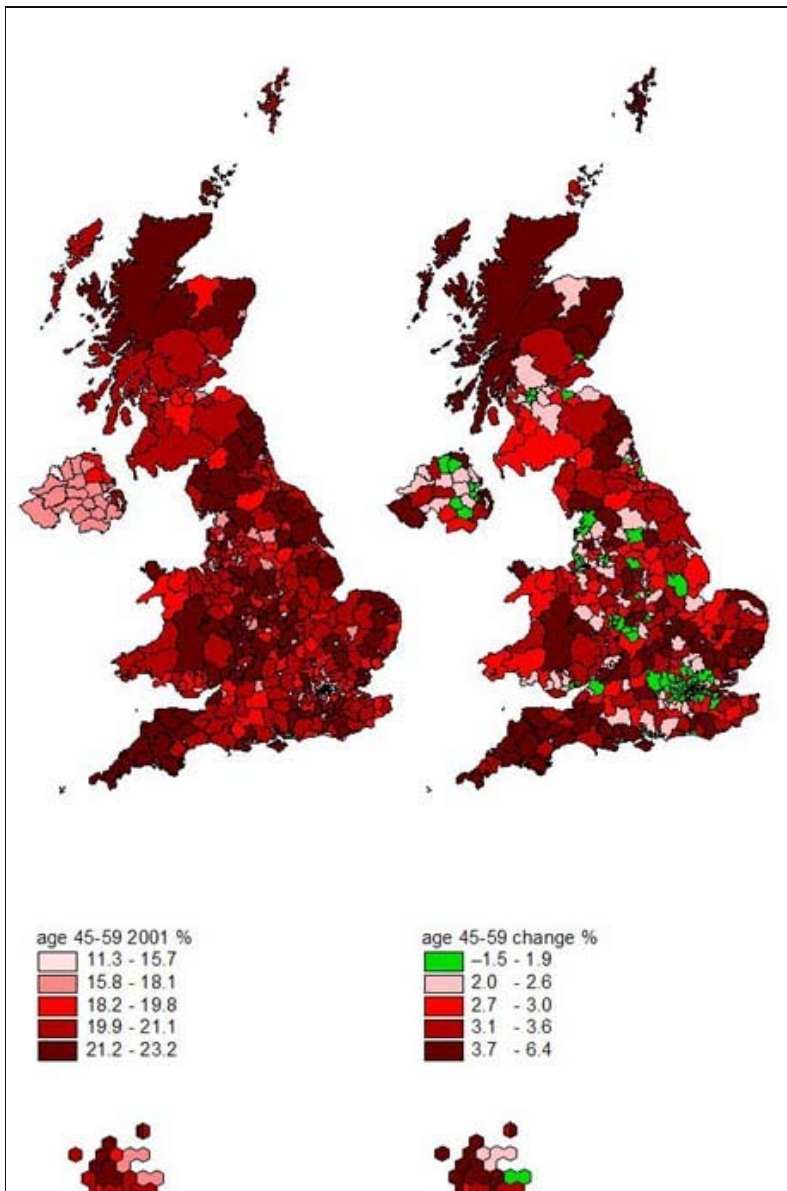 age 45-59 2001 %
11.3 - 15.7
15.8 - 18.1
18.2 - 19.8
19.9 - 21.1
21.2 - 23.2
age 45-59 change %
–1.5 - 1.9
2.0 - 2.6
2.7 - 3.0
3.1 - 3.6
3.7 - 6.4